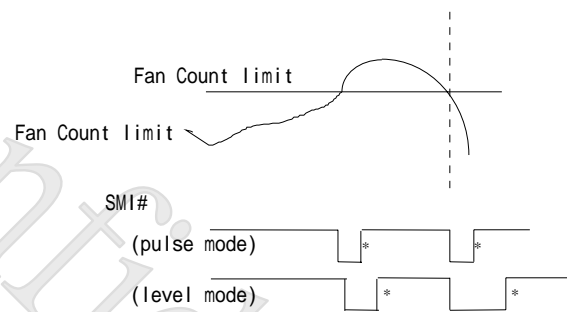 Fan Count limit
Fan Count limit
SMI#
(pulse mode)
* *
(level mode)
* *